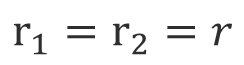 r₁ = r₂ = r